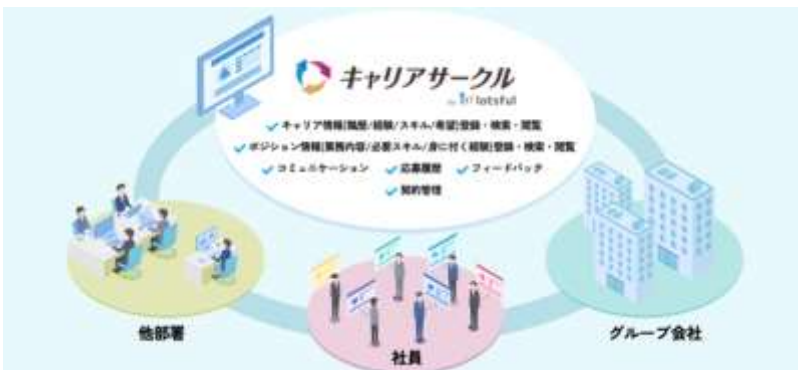 キャリアサークル
by lotsful
キャリア情報[職歴/経験/スキル/希望]登録・検索・閲覧
ポジション情報[業務内容/必要スキル/身に付く経験]登録・検索・閲覧
コミュニケーション 応募履歴 フィードバック
契約管理
他部署
社員
グループ会社